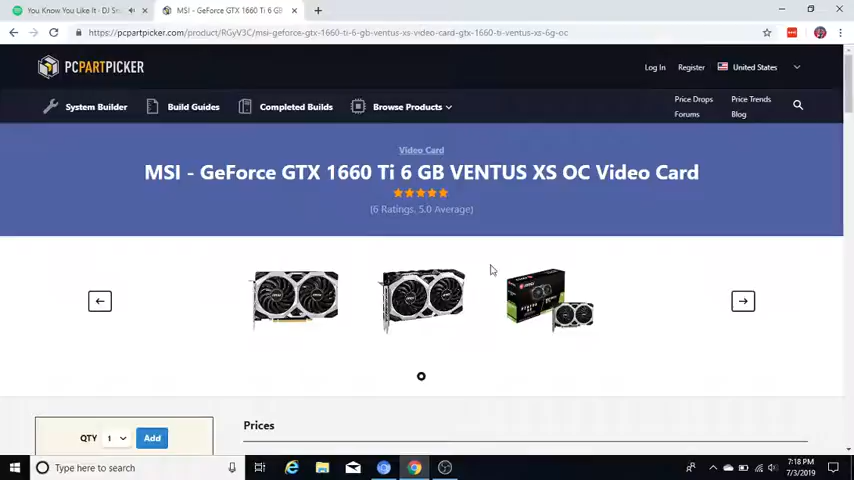 You Know You Like It - DJ Sn
MSI - GeForce GTX 1660 Ti 6 GB
https://pcpartpicker.com/product/RGyV3C/msi-geforce-gtx-1660-ti-6-gb-ventus-xs-video-card-gtx-1660-ti-ventus-xs-6g-oc
PCPARTPICKER
Log In Register United States
System Builder Build Guides Completed Builds Browse Products
Price Drops Price Trends
Forums Blog
Video Card
MSI - GeForce GTX 1660 Ti 6 GB VENTUS XS OC Video Card
(6 Ratings, 5.0 Average)
QTY 1 Add
Prices
Type here to search
7:18 PM
7/3/2019